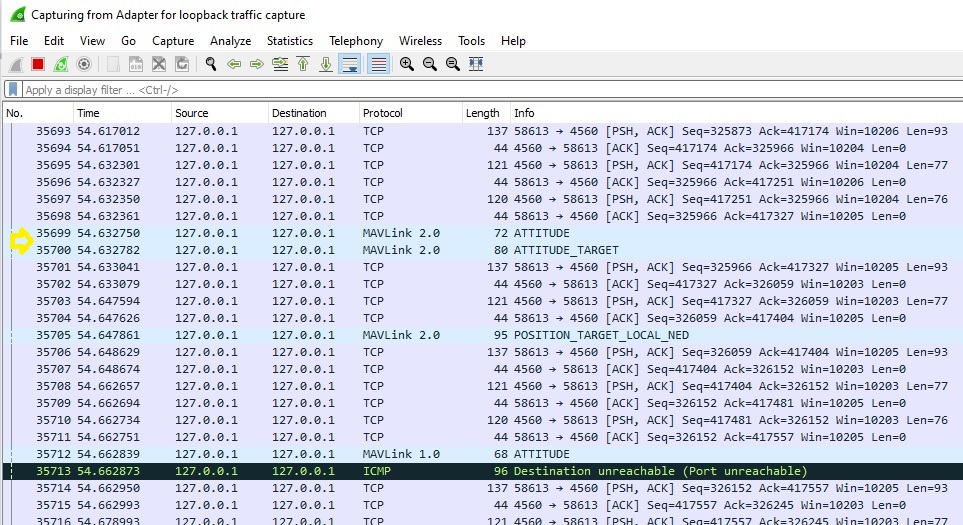 Capturing from Adapter for loopback traffic capture
File Edit View Go Capture Analyze Statistics Telephony Wireless Tools Help
Apply a display filter ... <Ctrl-/>
No. Time Source Destination Protocol Length Info
35693 54.617012 127.0.0.1 127.0.0.1 TCP 137 58613 → 4560 [PSH, ACK] Seq=325873 Ack=417174 Win=10206 Len=93
35694 54.617051 127.0.0.1 127.0.0.1 TCP 44 4560 → 58613 [ACK] Seq=417174 Ack=325966 Win=10204 Len=0
35695 54.632301 127.0.0.1 127.0.0.1 TCP 121 4560 → 58613 [PSH, ACK] Seq=417174 Ack=325966 Win=10204 Len=77
35696 54.632327 127.0.0.1 127.0.0.1 TCP 44 58613 → 4560 [ACK] Seq=325966 Ack=417251 Win=10206 Len=0
35697 54.632350 127.0.0.1 127.0.0.1 TCP 120 4560 → 58613 [PSH, ACK] Seq=417251 Ack=325966 Win=10204 Len=76
35698 54.632361 127.0.0.1 127.0.0.1 TCP 44 58613 → 4560 [ACK] Seq=325966 Ack=417327 Win=10205 Len=0
35699 54.632750 127.0.0.1 127.0.0.1 MAVLink 2.0 72 ATTITUDE
35700 54.632782 127.0.0.1 127.0.0.1 MAVLink 2.0 80 ATTITUDE_TARGET
35701 54.633041 127.0.0.1 127.0.0.1 TCP 137 58613 → 4560 [PSH, ACK] Seq=325966 Ack=417327 Win=10205 Len=93
35702 54.633079 127.0.0.1 127.0.0.1 TCP 44 4560 → 58613 [ACK] Seq=417327 Ack=326059 Win=10203 Len=0
35703 54.647594 127.0.0.1 127.0.0.1 TCP 121 4560 → 58613 [PSH, ACK] Seq=417327 Ack=326059 Win=10203 Len=77
35704 54.647626 127.0.0.1 127.0.0.1 TCP 44 58613 → 4560 [ACK] Seq=326059 Ack=417404 Win=10205 Len=0
35705 54.647861 127.0.0.1 127.0.0.1 MAVLink 2.0 95 POSITION_TARGET_LOCAL_NED
35706 54.648629 127.0.0.1 127.0.0.1 TCP 137 58613 → 4560 [PSH, ACK] Seq=326059 Ack=417404 Win=10205 Len=93
35707 54.648674 127.0.0.1 127.0.0.1 TCP 44 4560 → 58613 [ACK] Seq=417404 Ack=326152 Win=10203 Len=0
35708 54.662657 127.0.0.1 127.0.0.1 TCP 121 4560 → 58613 [PSH, ACK] Seq=417404 Ack=326152 Win=10203 Len=77
35709 54.662694 127.0.0.1 127.0.0.1 TCP 44 58613 → 4560 [ACK] Seq=326152 Ack=417481 Win=10205 Len=0
35710 54.662734 127.0.0.1 127.0.0.1 TCP 120 4560 → 58613 [PSH, ACK] Seq=417481 Ack=326152 Win=10203 Len=76
35711 54.662751 127.0.0.1 127.0.0.1 TCP 44 58613 → 4560 [ACK] Seq=326152 Ack=417557 Win=10205 Len=0
35712 54.662839 127.0.0.1 127.0.0.1 MAVLink 1.0 68 ATTITUDE
35713 54.662873 127.0.0.1 127.0.0.1 ICMP 96 Destination unreachable (Port unreachable)
35714 54.662950 127.0.0.1 127.0.0.1 TCP 137 58613 → 4560 [PSH, ACK] Seq=326152 Ack=417557 Win=10205 Len=93
35715 54.662993 127.0.0.1 127.0.0.1 TCP 44 4560 → 58613 [ACK] Seq=417557 Ack=326245 Win=10203 Len=0
35716 54.678993 127.0.0.1 127.0.0.1 TCP 121 4560 → 58613 [PSH, ACK] Seq=417557 Ack=326245 Win=10203 Len=77